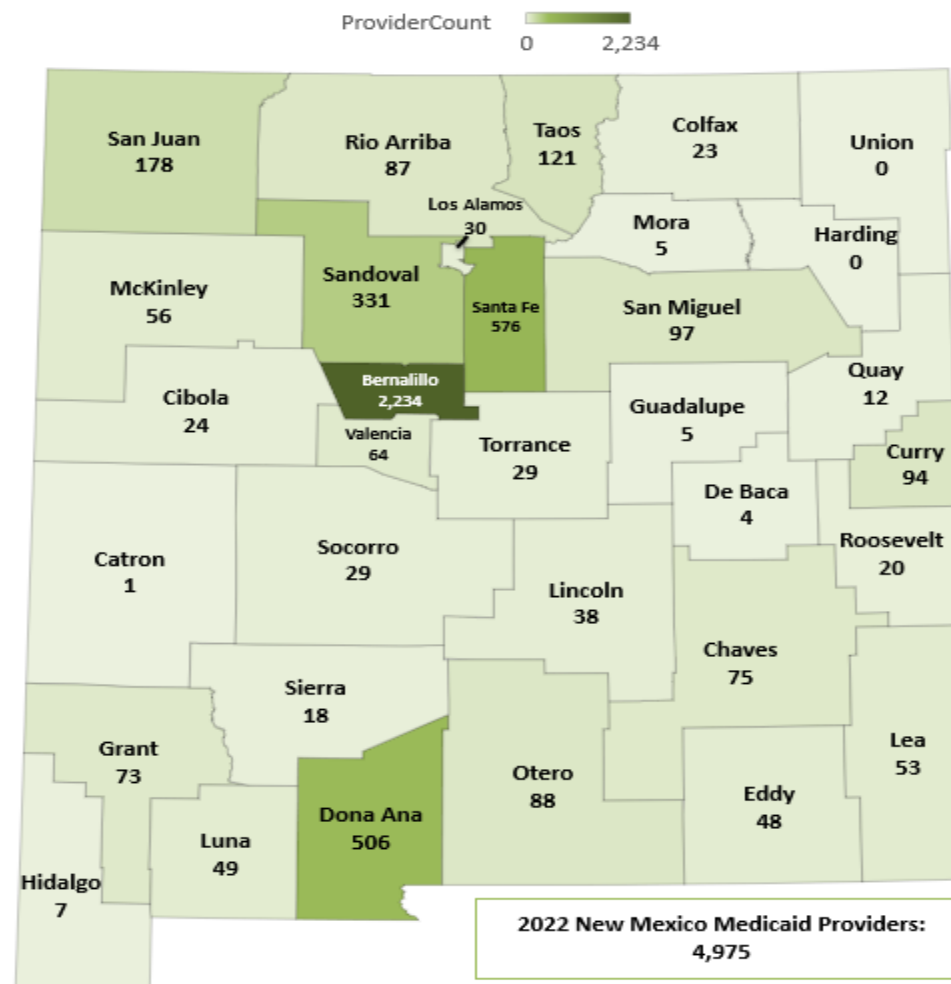 ProviderCount
0 2,234
San Juan
178
Rio Arriba
87
Taos
121
Colfax
23
Union
0
Los Alamos
30
Mora
5
Harding
0
McKinley
56
Sandoval
331
Santa Fe
576
San Miguel
97
Quay
12
Cibola
24
Bernalillo
2,234
Valencia
64
Torrance
29
Guadalupe
5
Curry
94
De Baca
4
Roosevelt
20
Catron
1
Socorro
29
Lincoln
38
Chaves
75
Sierra
18
Grant
73
Otero
88
Lea
53
Eddy
48
Dona Ana
506
Luna
49
Hidalgo
7
2022 New Mexico Medicaid Providers:
4,975